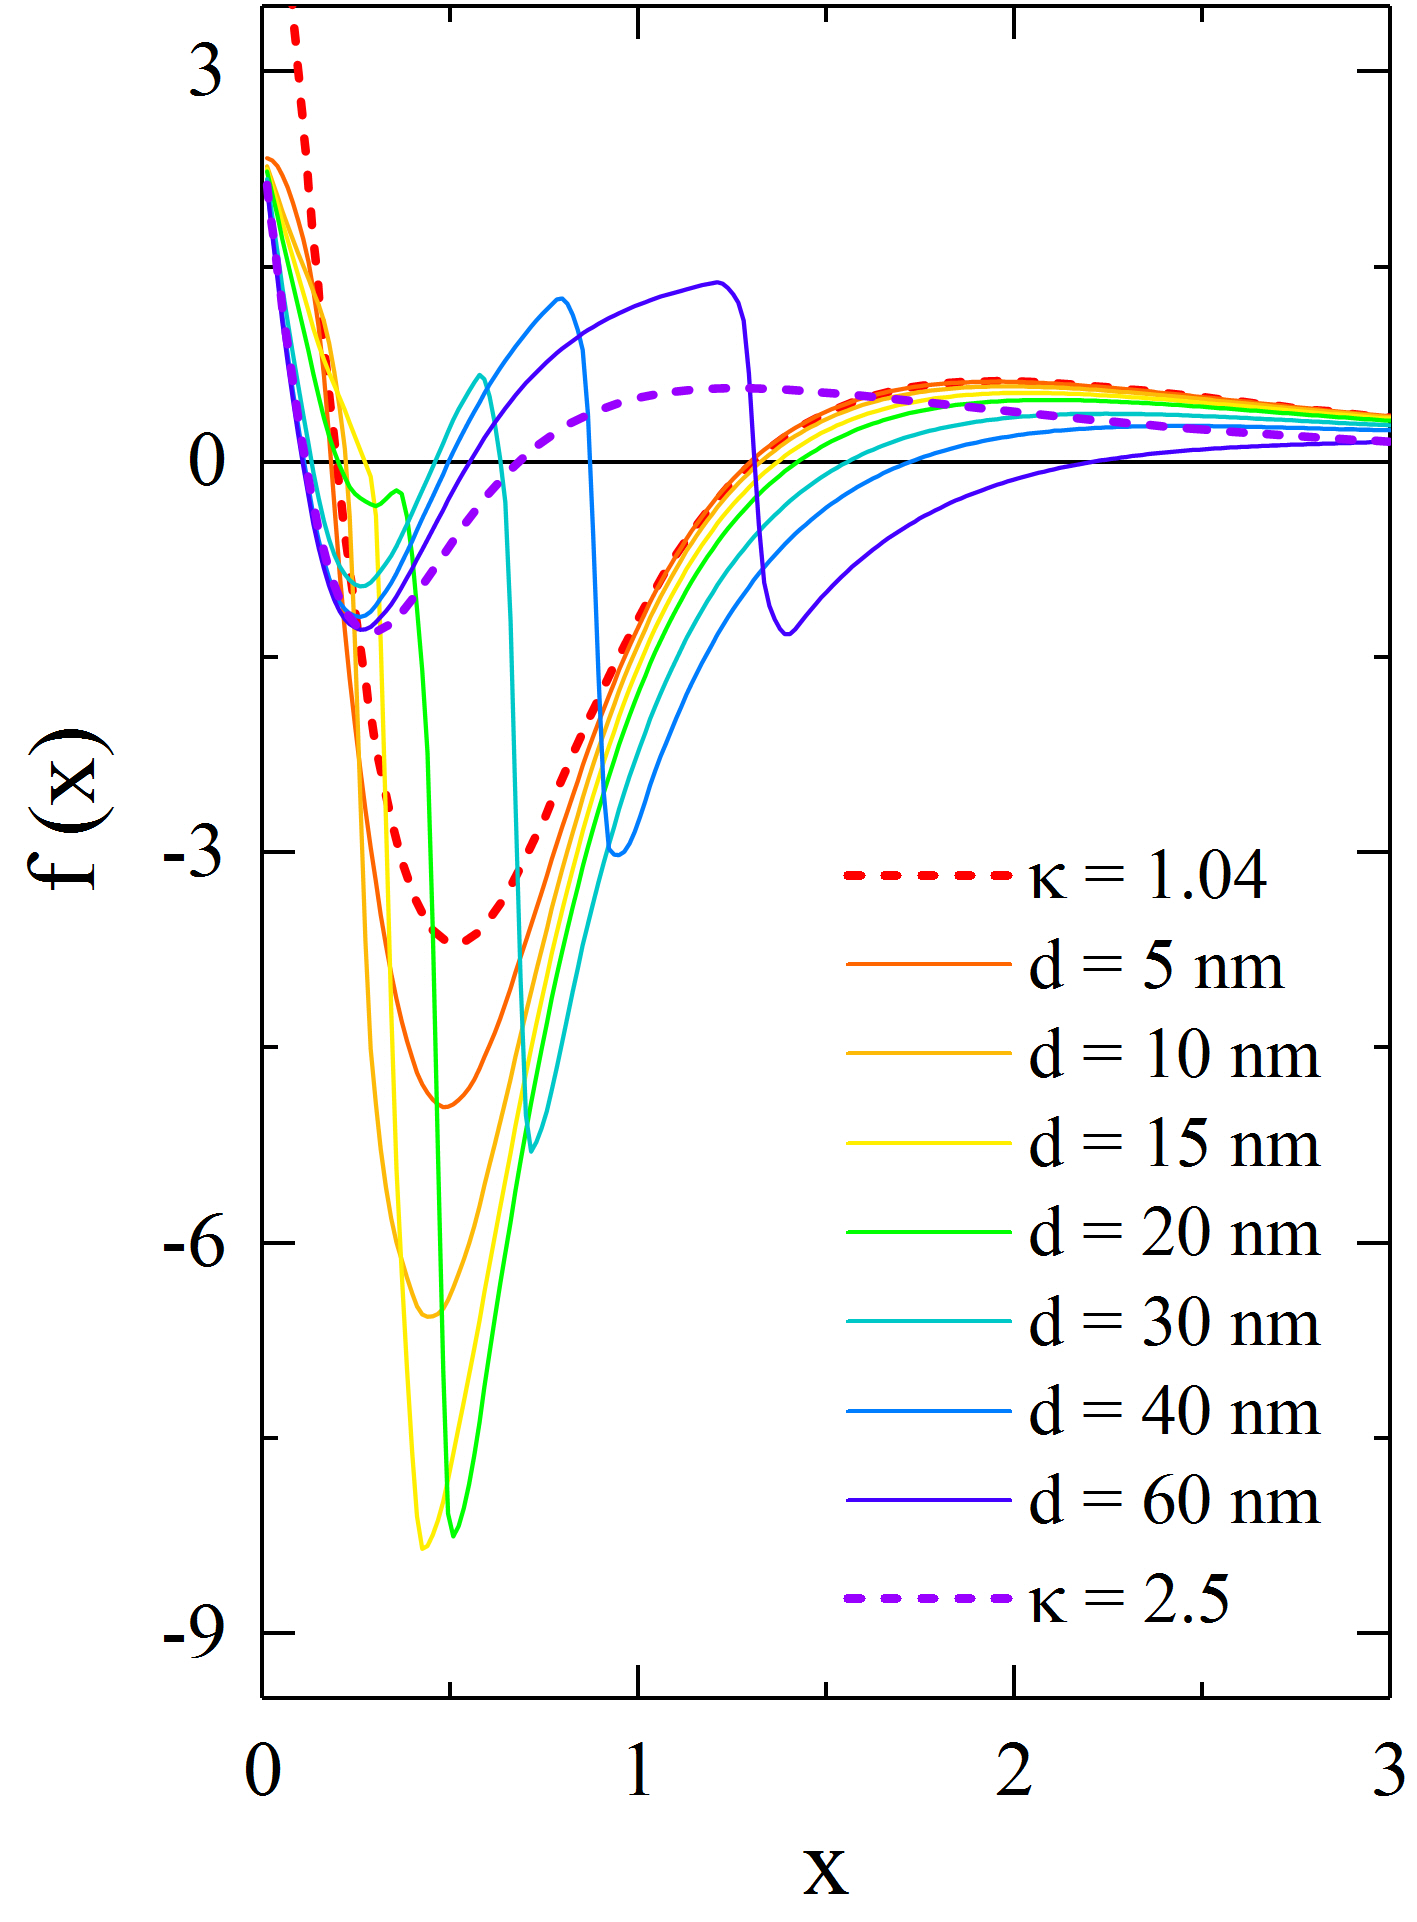 3
0
-3
-6
-9
f (x)
κ = 1.04
d = 5 nm
d = 10 nm
d = 15 nm
d = 20 nm
d = 30 nm
d = 40 nm
d = 60 nm
κ = 2.5
0 1 2 3
x